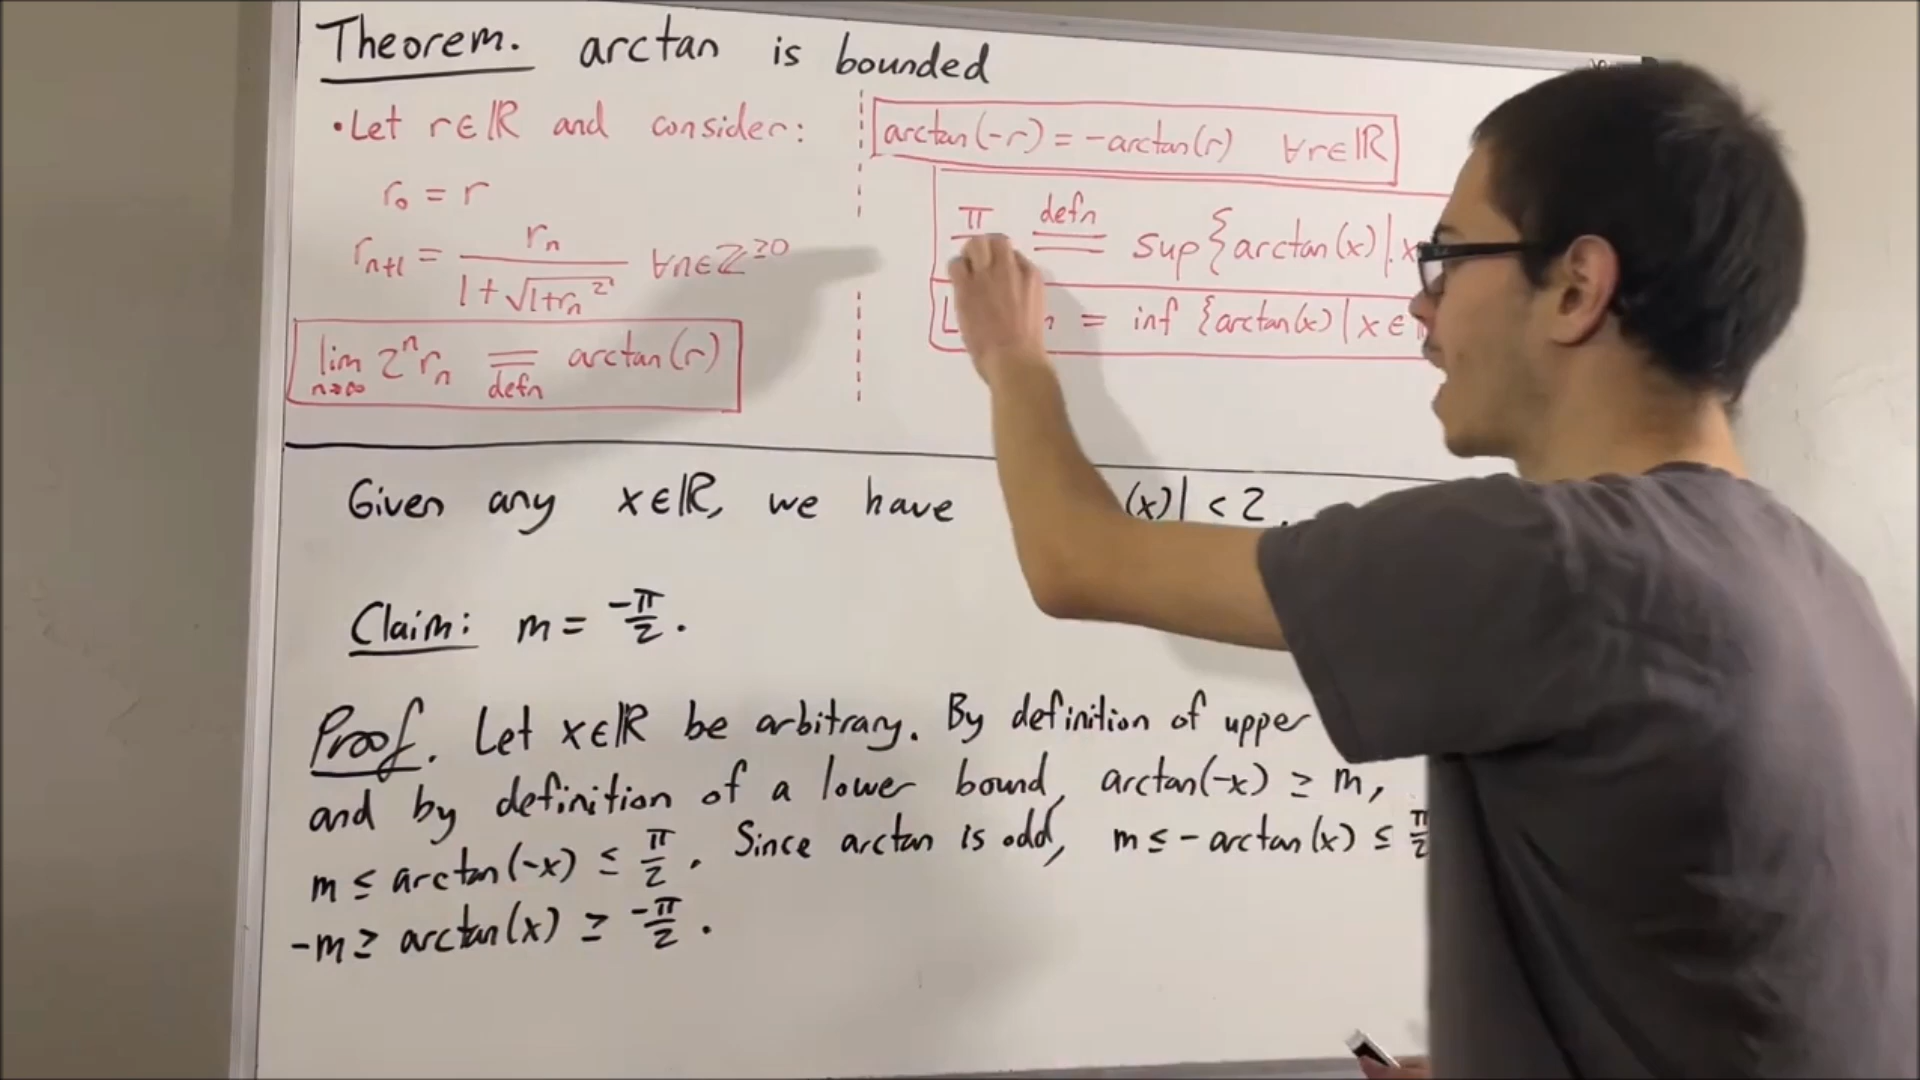 Theorem. arctan is bounded
• Let r∈ℝ and consider:
r₀ = r
rₙ₊₁ = rₙ / (1+√(1+rₙ²)) ∀n∈ℤ^≥0
lim n→∞ 2ⁿrₙ = defn arctan(r)
arctan(-r) = -arctan(r) ∀r∈ℝ
π defn = sup{arctan(x)|x
L = inf {arctan(x)|x∈
Given any x∈ℝ, we have (x)| < 2.
Claim: m = -π/2.
Proof. Let x∈ℝ be arbitrary. By definition of upper
and by definition of a lower bound, arctan(-x) ≥ m,
m ≤ arctan(-x) ≤ π/2. Since arctan is odd, m ≤ -arctan(x) ≤ π/2
-m ≥ arctan(x) ≥ -π/2.